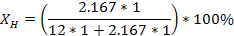 X_H = (2.167 * 1 / 12 * 1 + 2.167 * 1) * 100%